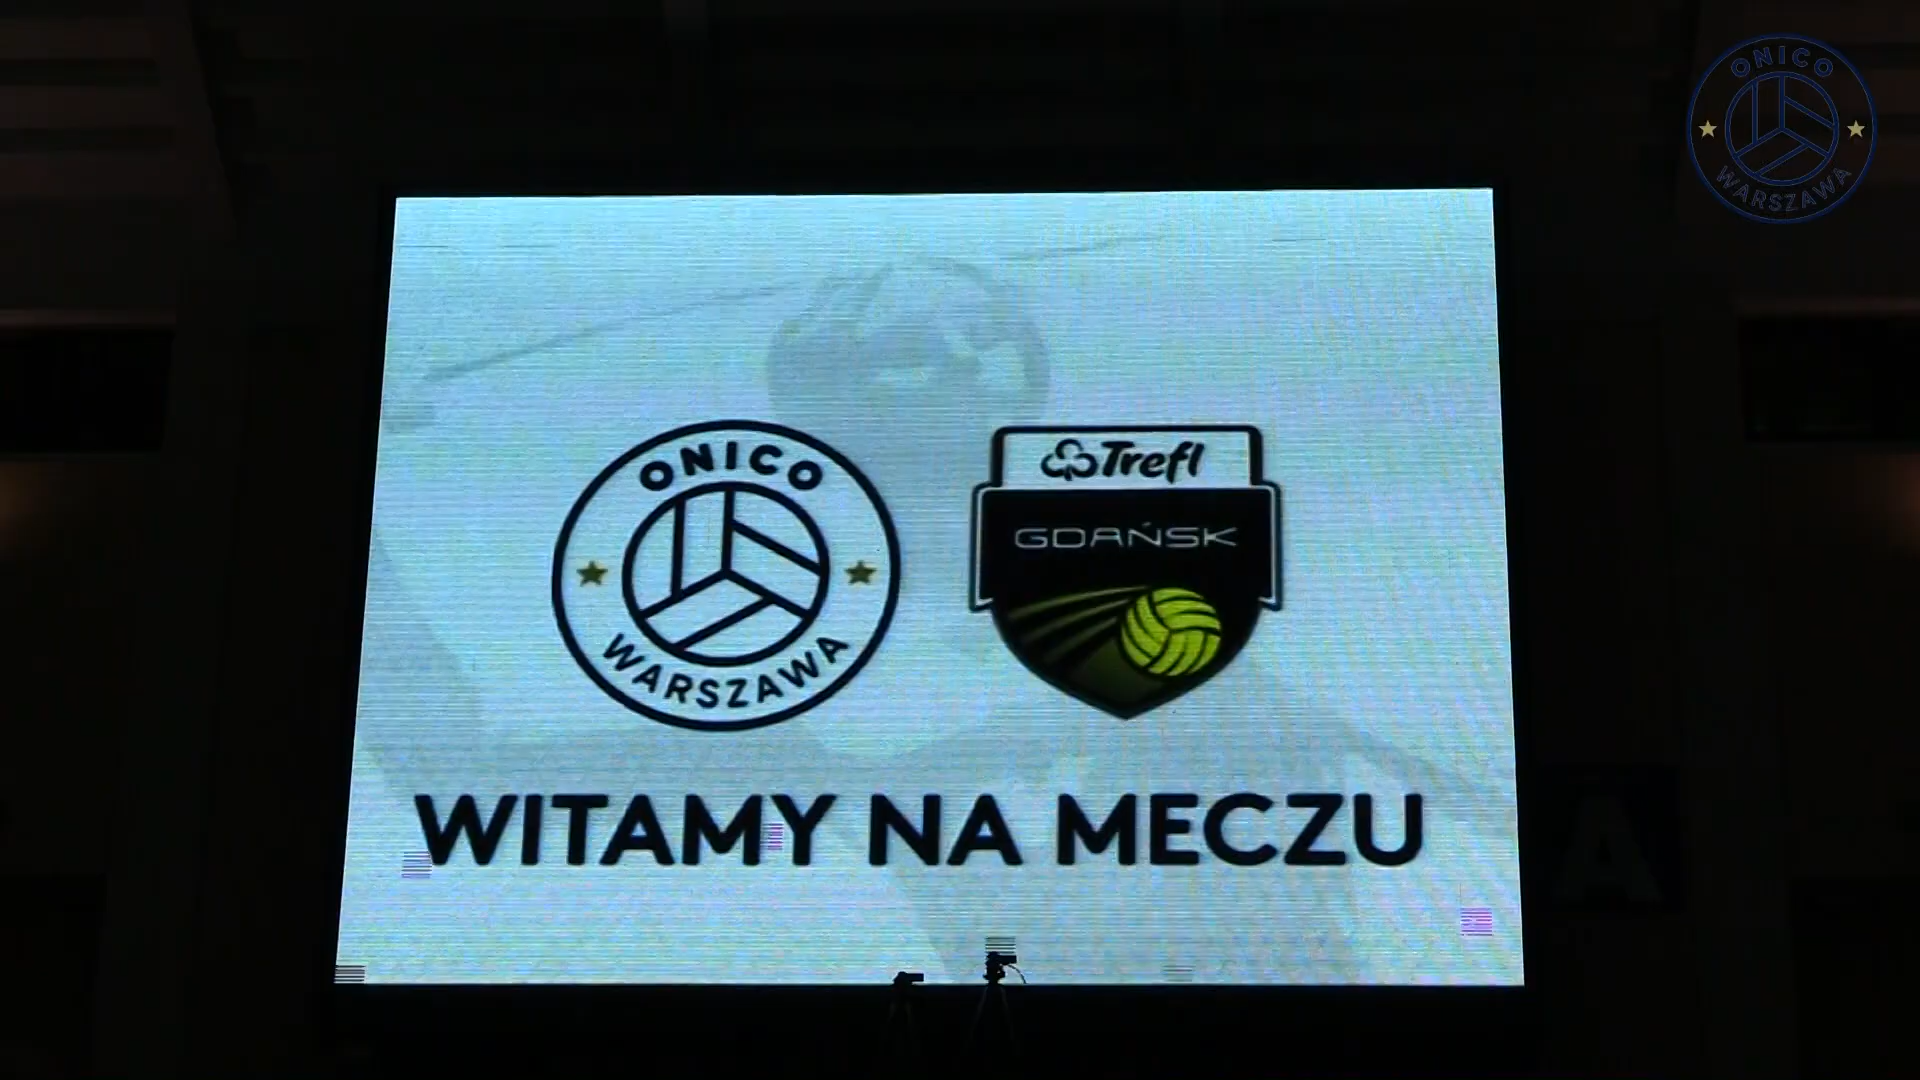 ONICO
WARSZAWA
ONICO
WARSZAWA
Trefl
GDAŃSK
WITAMY NA MECZU
A